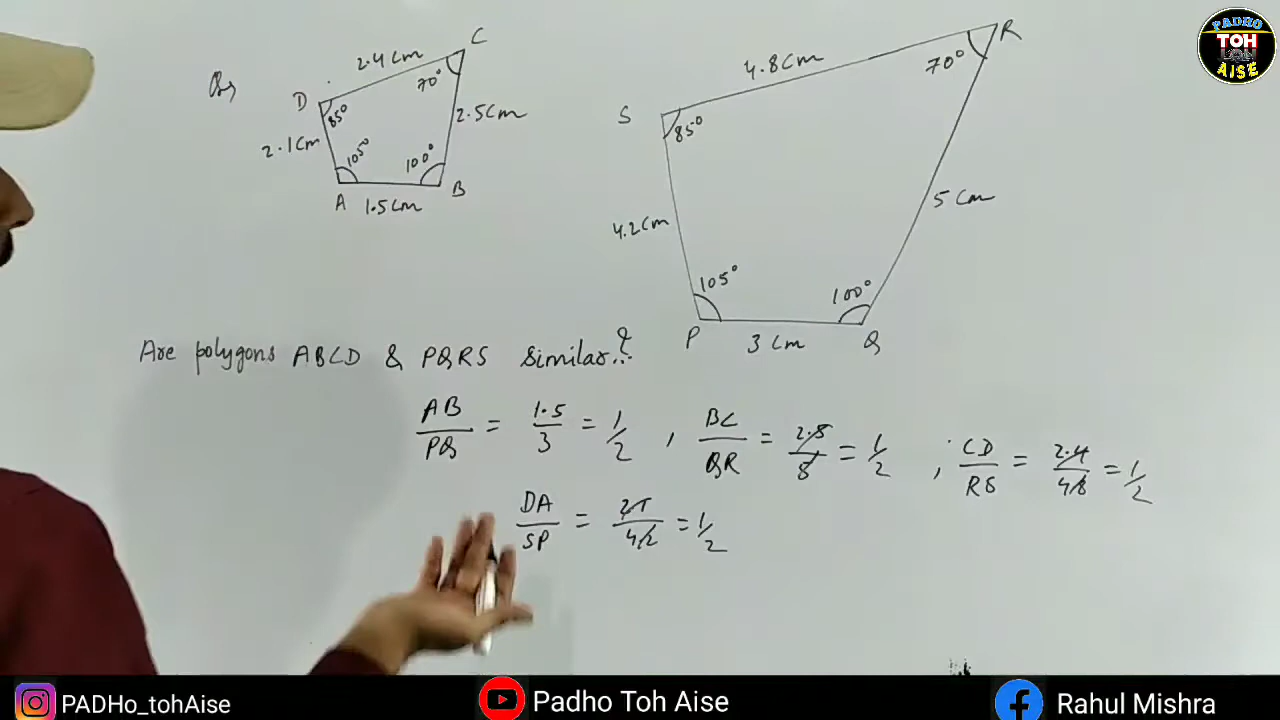 PADHO
TOH
AISE
Qs,
D 2.4 cm C
85° 70°
2.1 cm 2.5 cm
105° 100°
A 1.5 cm B
S 4.8 cm R
85° 70°
4.2 cm 5 cm
105° 100°
P 3 cm Q
Are polygons ABCD & PQRS similar..?
AB/PQ = 1.5/3 = 1/2 , BC/QR = 2.5/5 = 1/2 , CD/RS = 2.4/4.8 = 1/2
DA/SP = 2.1/4.2 = 1/2
PADHo_tohAise Padho Toh Aise Rahul Mishra